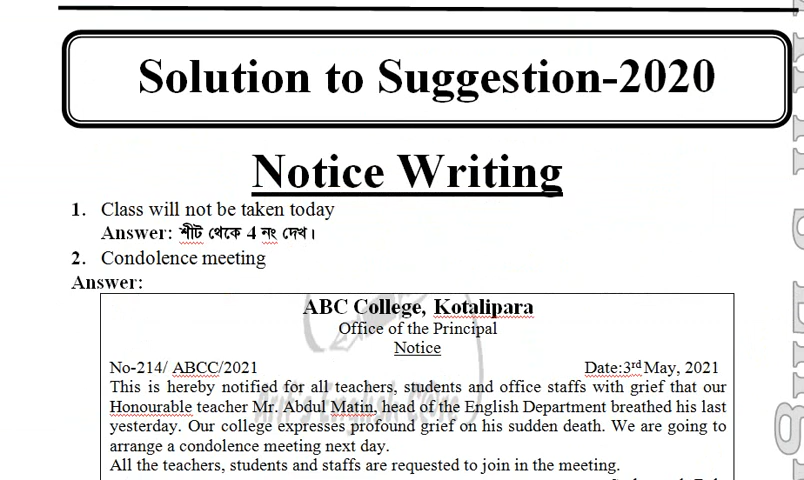 Solution to Suggestion-2020
Notice Writing
1. Class will not be taken today
Answer: শীট থেকে 4 নং দেখ।
2. Condolence meeting
Answer:
ABC College, Kotalipara
Office of the Principal
Notice
No-214/ ABCC/2021 Date:3rd May, 2021
This is hereby notified for all teachers, students and office staffs with grief that our
Honourable teacher Mr. Abdul Matin, head of the English Department breathed his last
yesterday. Our college expresses profound grief on his sudden death. We are going to
arrange a condolence meeting next day.
All the teachers, students and staffs are requested to join in the meeting.